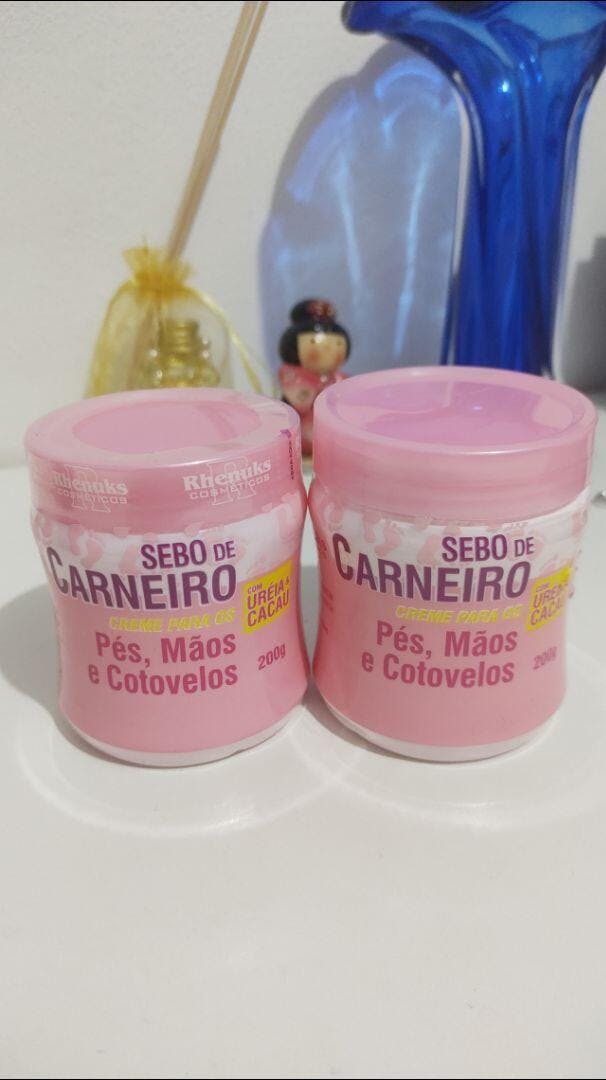 Rhenuks
COSMÉTICOS
Rhenuks
COSMÉTICOS
SEBO DE
CARNEIRO
COM
URÉIA &
CACAU
CREME PARA OS
Pés, Mãos
e Cotovelos
200g
SEBO DE
CARNEIRO
URÉIA &
CACAU
CREME PARA OS
Pés, Mãos
e Cotovelos
200g